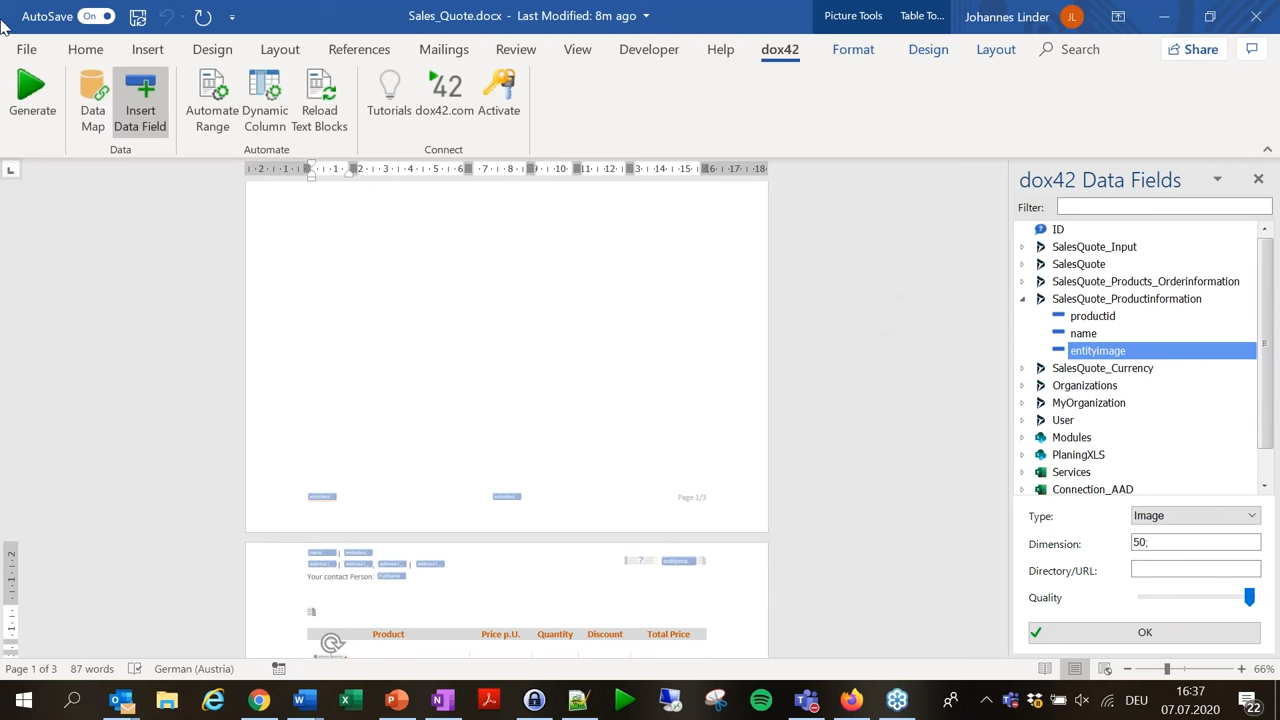 AutoSave On Sales_Quote.docx - Last Modified: 8m ago Picture Tools Table To... Johannes Linder JL
File Home Insert Design Layout References Mailings Review View Developer Help dox42 Format Design Layout Search Share
Generate Data Map Insert Data Field Automate Range Dynamic Column Reload Text Blocks Tutorials 42 dox42.com Activate
Data Automate Connect
dox42 Data Fields
Filter:
ID
SalesQuote_Input
SalesQuote
SalesQuote_Products_Orderinformation
SalesQuote_Productinformation
productid
name
entityimage
SalesQuote_Currency
Organizations
MyOrganization
User
Modules
PlaningXLS
Services
Connection_AAD
Type: Image
Dimension: 50;
Directory/URL:
Quality
OK
Page 1/3
Your contact Person: FullName
Product Price p.U. Quantity Discount Total Price
Page 1 of 3 87 words German (Austria) 66%
DEU 16:37
07.07.2020 22